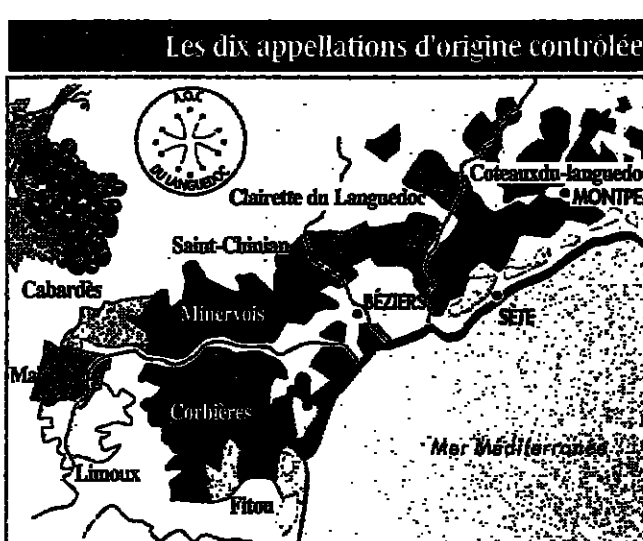 Les dix appellations d'origine contrôlée
A.O.C
DU LANGUEDOC
Coteauxdu-languedo
Clairette du Languedoc
MONTPE
Saint-Chinian
Cabardès
Minervois
BÉZIERS
SÈTE
Ma
Corbières
Mer Méditerranée
Limoux
Fitou